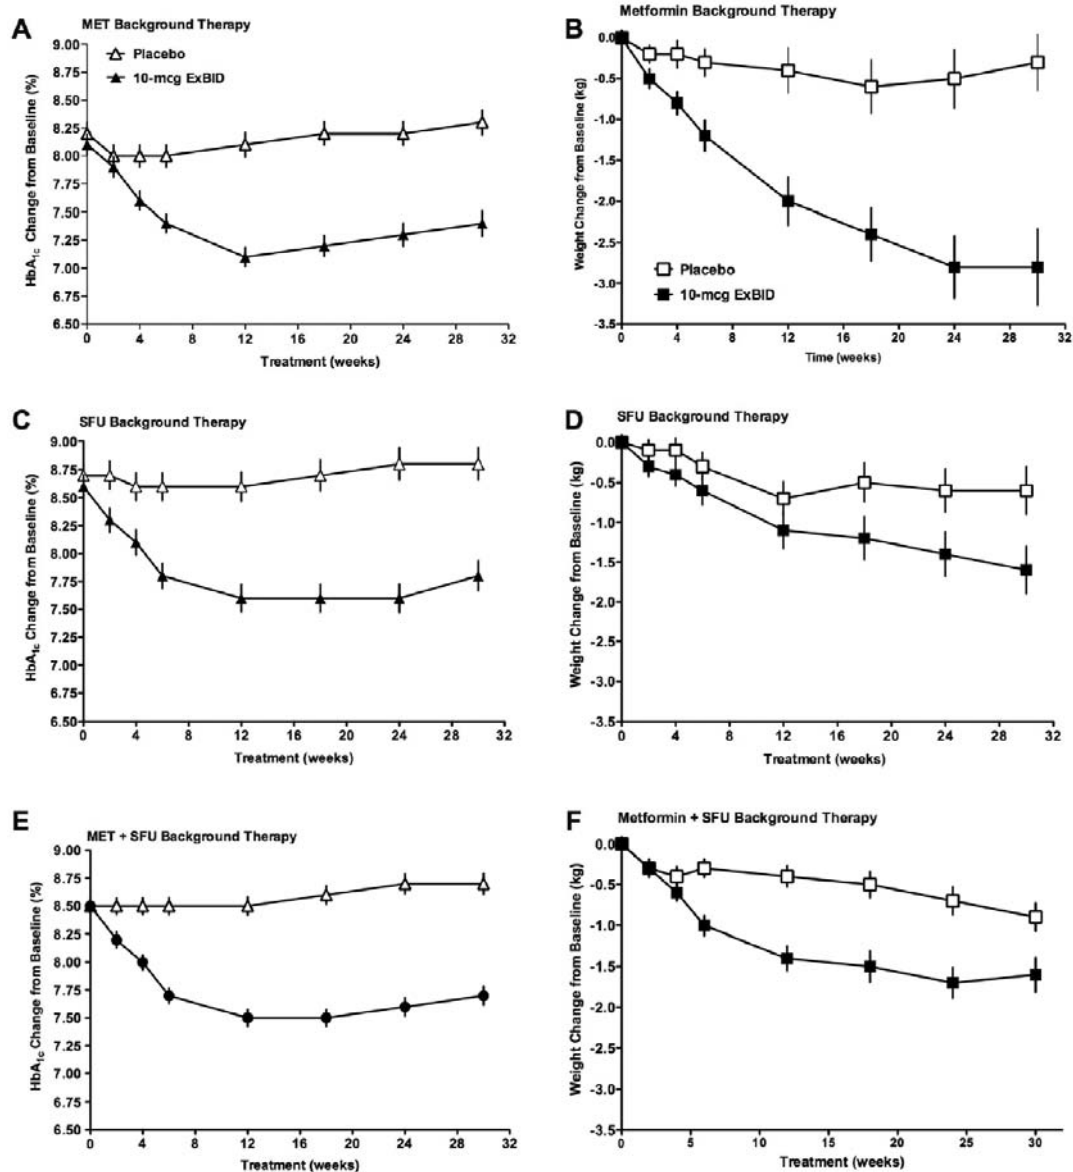 A
MET Background Therapy
Placebo
10-mcg ExBID
HbA1c Change from Baseline (%)
9.00
8.75
8.50
8.25
8.00
7.75
7.50
7.25
7.00
6.75
6.50
0 4 8 12 16 20 24 28 32
Treatment (weeks)
B
Metformin Background Therapy
Weight Change from Baseline (kg)
0.0
-0.5
-1.0
-1.5
-2.0
-2.5
-3.0
-3.5
Placebo
10-mcg ExBID
0 4 8 12 16 20 24 28 32
Time (weeks)
C
SFU Background Therapy
HbA1c Change from Baseline (%)
9.00
8.75
8.50
8.25
8.00
7.75
7.50
7.25
7.00
6.75
6.50
0 4 8 12 16 20 24 28 32
Treatment (weeks)
D
SFU Background Therapy
Weight Change from Baseline (kg)
0.0
-0.5
-1.0
-1.5
-2.0
-2.5
-3.0
-3.5
0 4 8 12 16 20 24 28 32
Treatment (weeks)
E
MET + SFU Background Therapy
HbA1c Change from Baseline (%)
9.00
8.75
8.50
8.25
8.00
7.75
7.50
7.25
7.00
6.75
6.50
0 4 8 12 16 20 24 28 32
Treatment (weeks)
F
Metformin + SFU Background Therapy
Weight Change from Baseline (kg)
0.0
-0.5
-1.0
-1.5
-2.0
-2.5
-3.0
-3.5
0 5 10 15 20 25 30
Treatment (weeks)